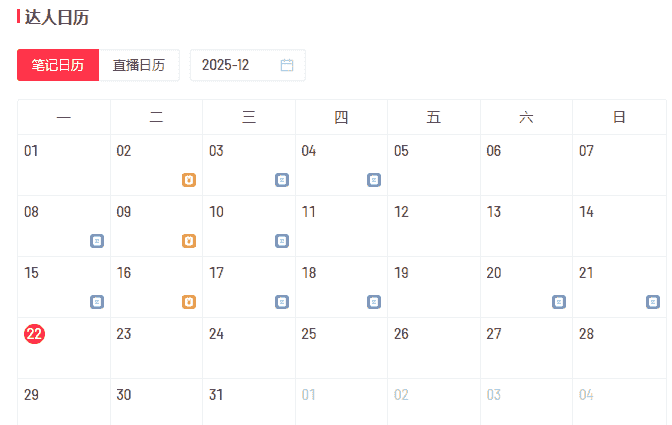 达人日历
笔记日历 直播日历 2025-12
一 二 三 四 五 六 日
01 02 03 04 05 06 07
08 09 10 11 12 13 14
15 16 17 18 19 20 21
22 23 24 25 26 27 28
29 30 31 01 02 03 04